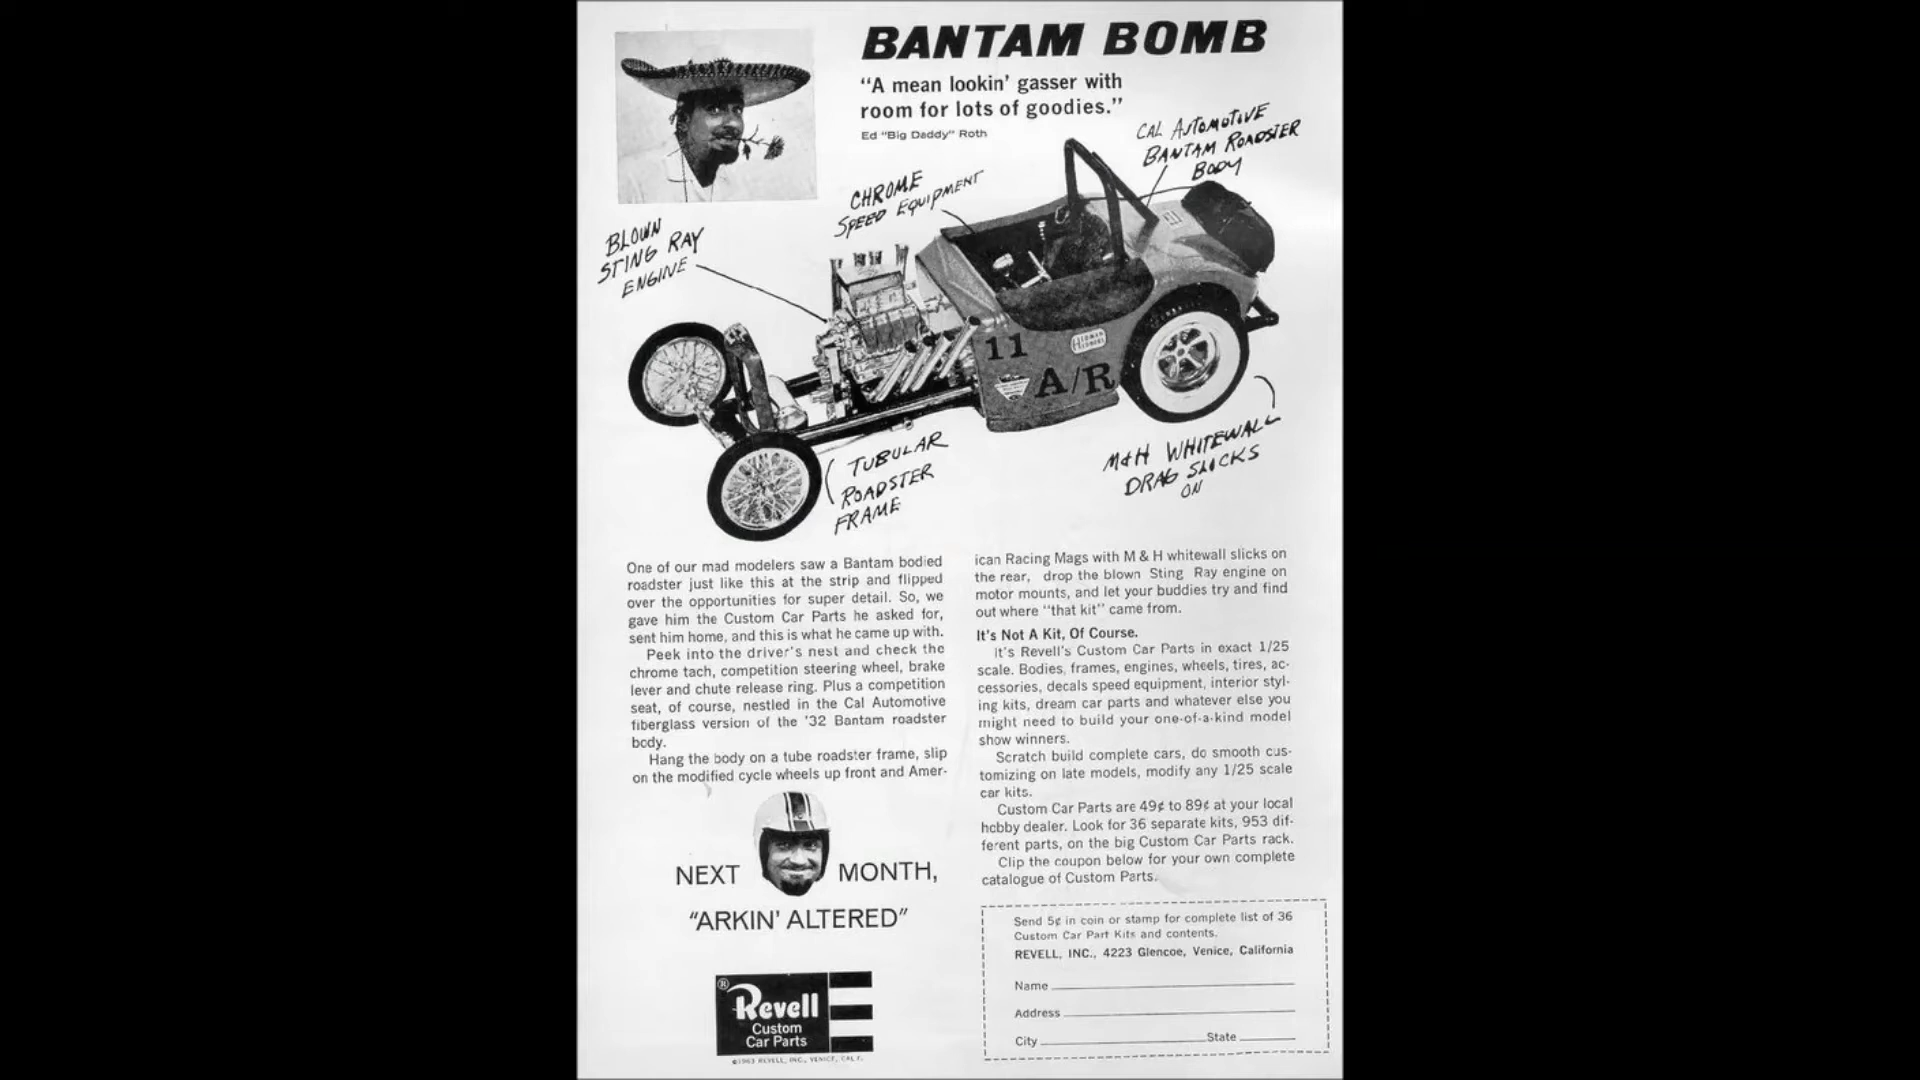 BANTAM BOMB
"A mean lookin' gasser with
room for lots of goodies."
Ed "Big Daddy" Roth
CAL AUTOMOTIVE
BANTAM ROADSTER
BODY
CHROME
SPEED EQUIPMENT
BLOWN
STING RAY
ENGINE
11
A/R
TUBULAR
ROADSTER
FRAME
M&H WHITEWALL
DRAG SLICKS
ON
One of our mad modelers saw a Bantam bodied
roadster just like this at the strip and flipped
over the opportunities for super detail. So, we
gave him the Custom Car Parts he asked for,
sent him home, and this is what he came up with.
Peek into the driver's nest and check the
chrome tach, competition steering wheel, brake
lever and chute release ring. Plus a competition
seat, of course, nestled in the Cal Automotive
fiberglass version of the '32 Bantam roadster
body.
Hang the body on a tube roadster frame, slip
on the modified cycle wheels up front and Amer-
ican Racing Mags with M & H whitewall slicks on
the rear, drop the blown Sting Ray engine on
motor mounts, and let your buddies try and find
out where "that kit" came from.
It's Not A Kit, Of Course.
It's Revell's Custom Car Parts in exact 1/25
scale. Bodies, frames, engines, wheels, tires, ac-
cessories, decals speed equipment, interior styl-
ing kits, dream car parts and whatever else you
might need to build your one-of-a-kind model
show winners.
Scratch build complete cars, do smooth cus-
tomizing on late models, modify any 1/25 scale
car kits.
Custom Car Parts are 49¢ to 89¢ at your local
hobby dealer. Look for 36 separate kits, 953 dif-
ferent parts, on the big Custom Car Parts rack.
Clip the coupon below for your own complete
catalogue of Custom Parts.
NEXT MONTH,
"ARKIN' ALTERED"
® Revell
Custom
Car Parts
©1963 REVELL, INC., VENICE, CALIF.
Send 5¢ in coin or stamp for complete list of 36
Custom Car Part Kits and contents.
REVELL, INC., 4223 Glencoe, Venice, California
Name
Address
City State